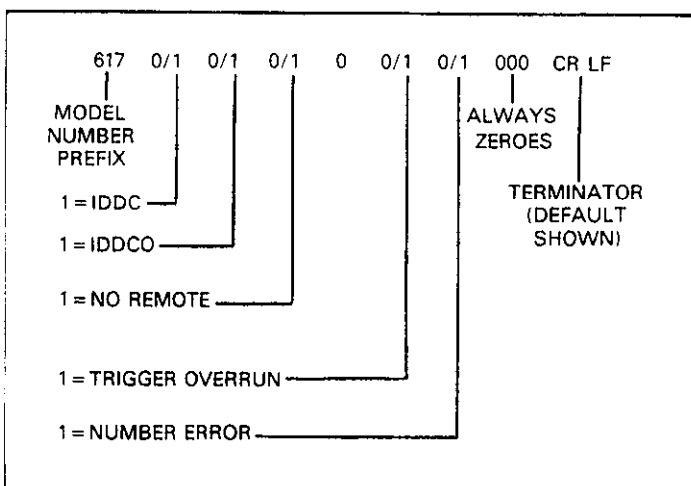 617 0/1 0/1 0/1 0 0/1 0/1 000 CR LF
MODEL
NUMBER
PREFIX
ALWAYS
ZEROES
TERMINATOR
(DEFAULT
SHOWN)
1=IDDC
1=IDDCO
1=NO REMOTE
1=TRIGGER OVERRUN
1=NUMBER ERROR